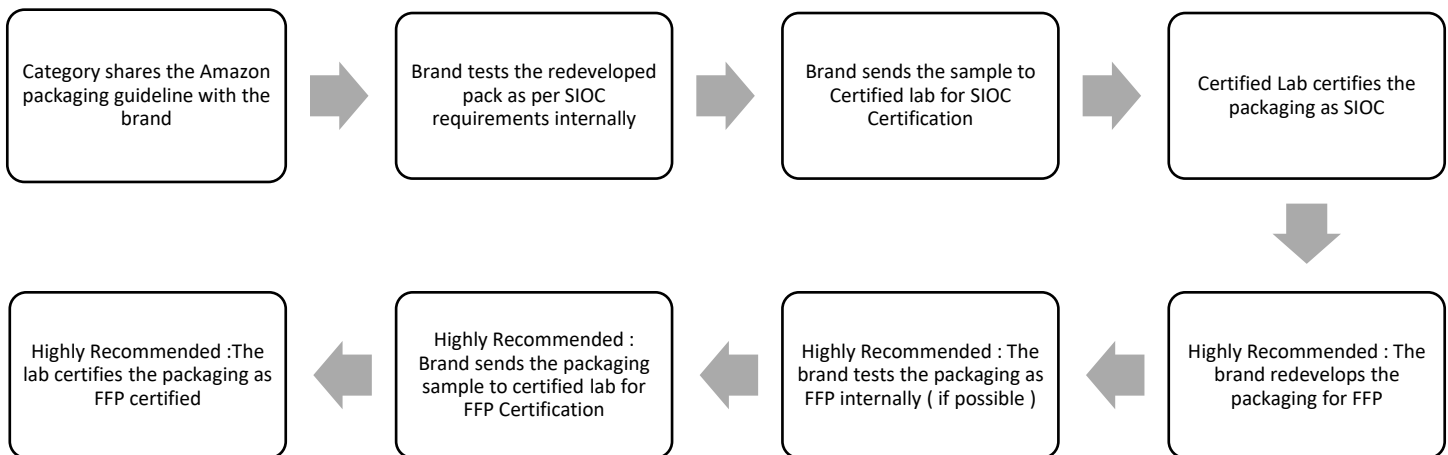 Category shares the Amazon
packaging guideline with the
brand
Brand tests the redeveloped
pack as per SIOC
requirements internally
Brand sends the sample to
Certified lab for SIOC
Certification
Certified Lab certifies the
packaging as SIOC
Highly Recommended : The
brand redevelops the
packaging for FFP
Highly Recommended : The
brand tests the packaging as
FFP internally ( if possible )
Highly Recommended :
Brand sends the packaging
sample to certified lab for
FFP Certification
Highly Recommended :The
lab certifies the packaging as
FFP certified